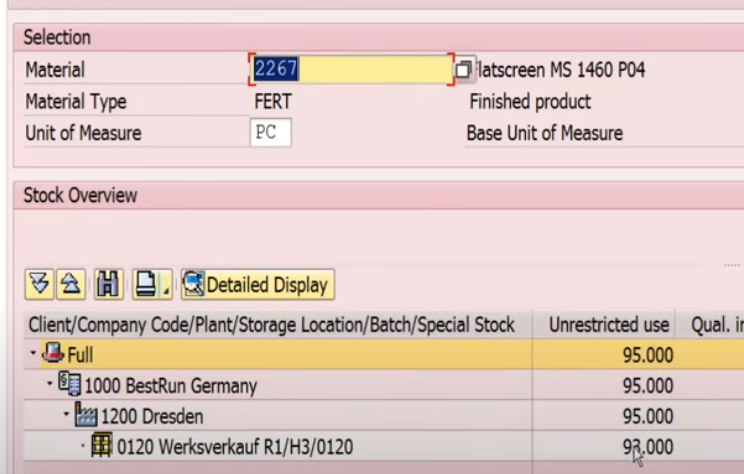 Selection
Material 2267 latscreen MS 1460 P04
Material Type FERT Finished product
Unit of Measure PC Base Unit of Measure
Stock Overview
Detailed Display
Client/Company Code/Plant/Storage Location/Batch/Special Stock Unrestricted use Qual. in
Full 95.000
1000 BestRun Germany 95.000
1200 Dresden 95.000
0120 Werksverkauf R1/H3/0120